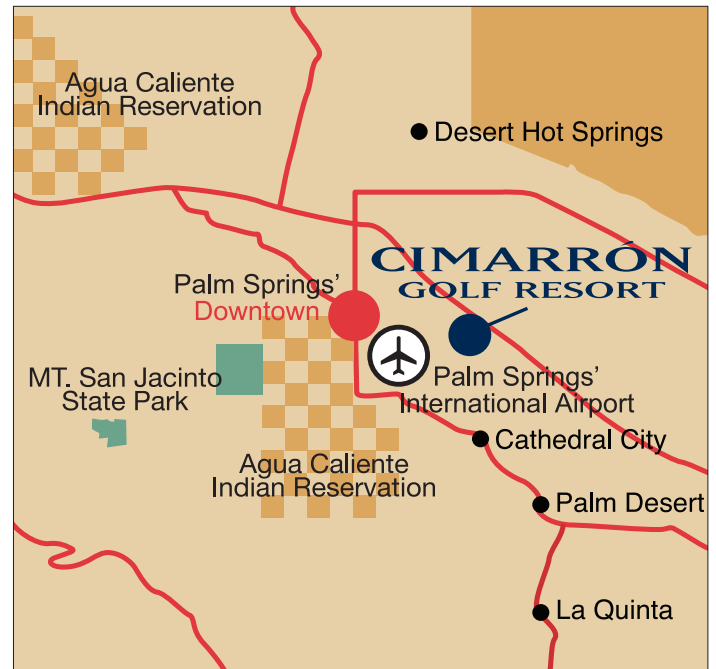 Agua Caliente
Indian Reservation
Desert Hot Springs
CIMARRÓN
GOLF RESORT
Palm Springs’
Downtown
MT. San Jacinto
State Park
Palm Springs’
International Airport
Cathedral City
Agua Caliente
Indian Reservation
Palm Desert
La Quinta